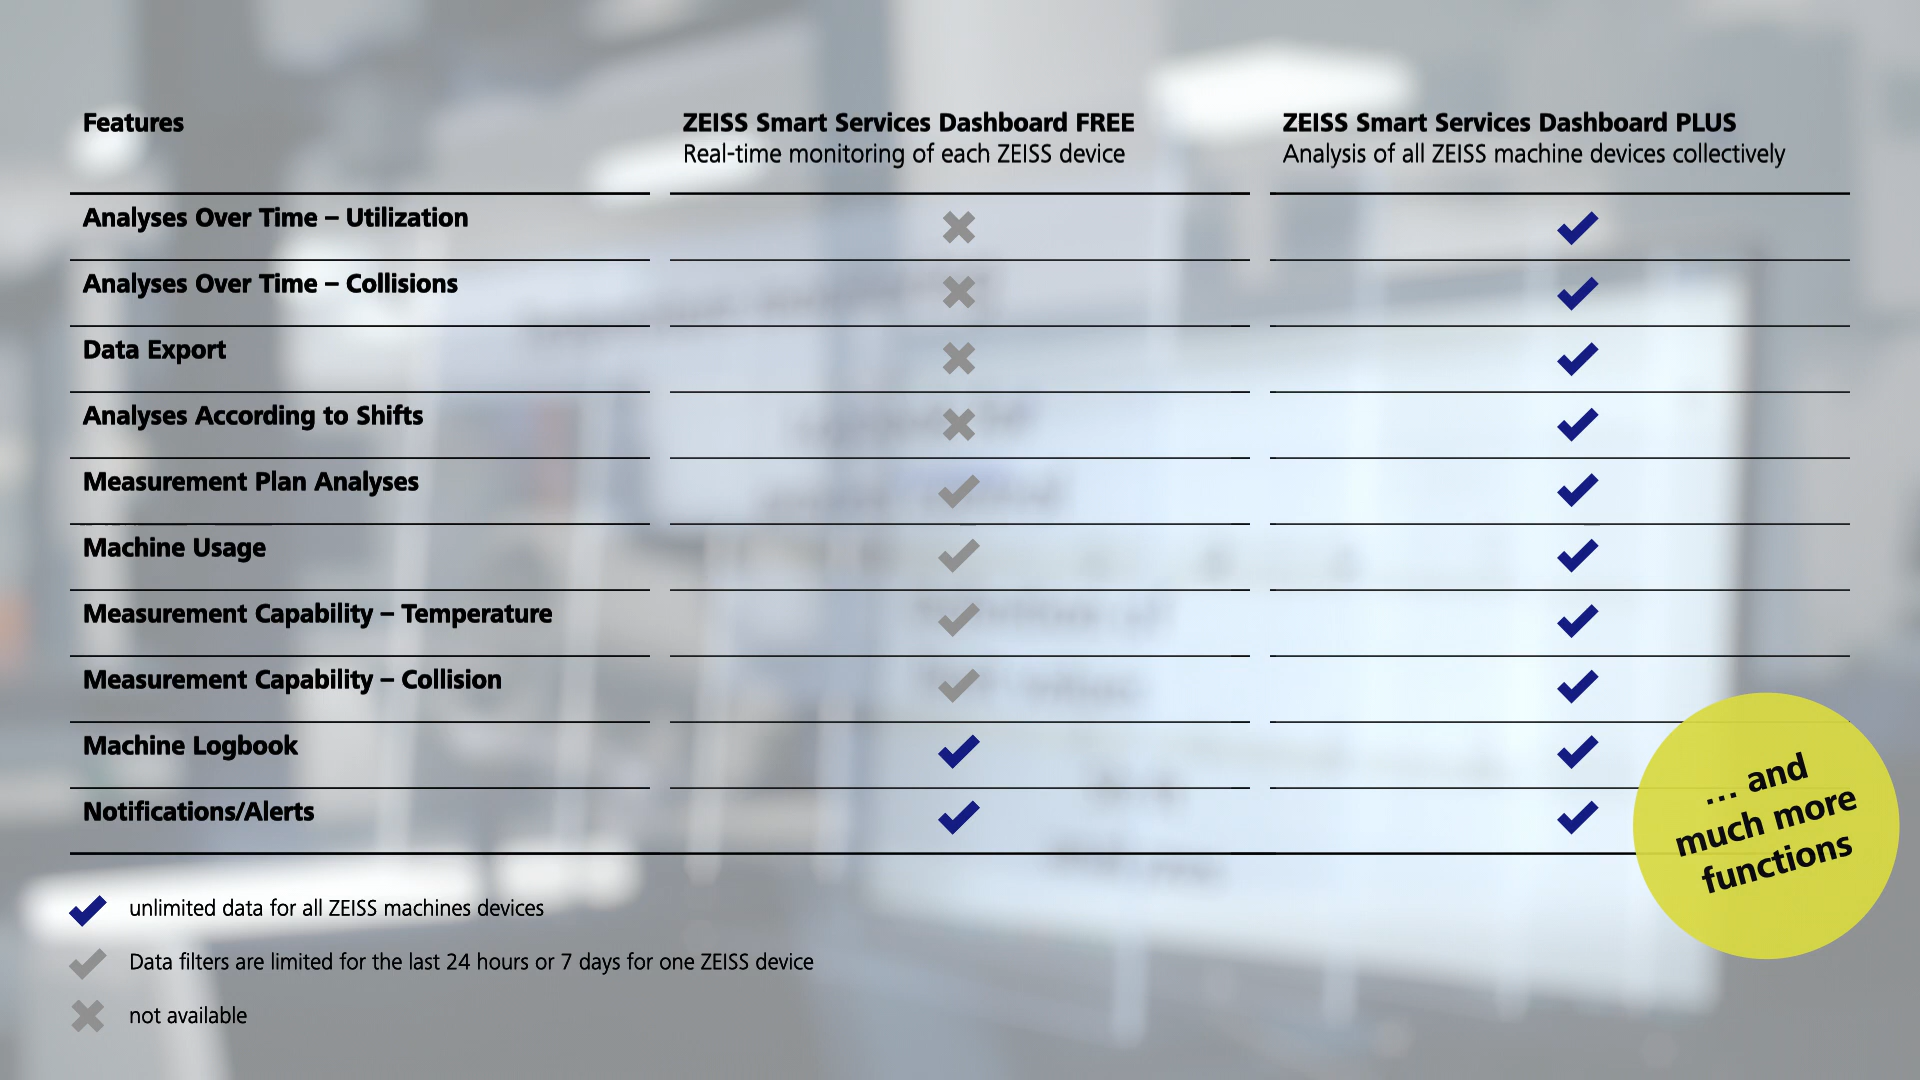 Features
ZEISS Smart Services Dashboard FREE
Real-time monitoring of each ZEISS device
ZEISS Smart Services Dashboard PLUS
Analysis of all ZEISS machine devices collectively
Analyses Over Time – Utilization
Analyses Over Time – Collisions
Data Export
Analyses According to Shifts
Measurement Plan Analyses
Machine Usage
Measurement Capability – Temperature
Measurement Capability – Collision
Machine Logbook
Notifications/Alerts
... and
much more
functions
unlimited data for all ZEISS machines devices
Data filters are limited for the last 24 hours or 7 days for one ZEISS device
not available